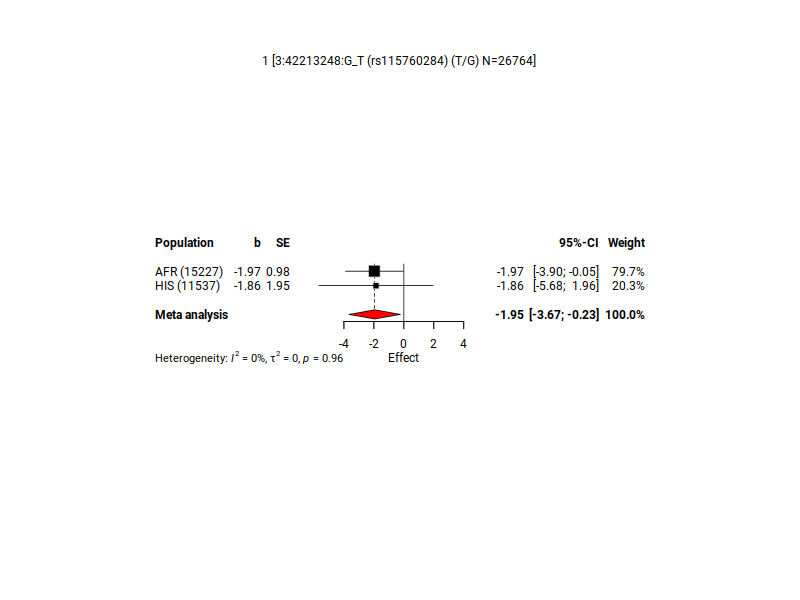 1 [3:42213248:G_T (rs115760284) (T/G) N=26764]
Population b SE 95%-CI Weight
AFR (15227) -1.97 0.98 -1.97 [-3.90; -0.05] 79.7%
HIS (11537) -1.86 1.95 -1.86 [-5.68; 1.96] 20.3%
Meta analysis -1.95 [-3.67; -0.23] 100.0%
-4 -2 0 2 4
Heterogeneity: I² = 0%, τ² = 0, p = 0.96 Effect